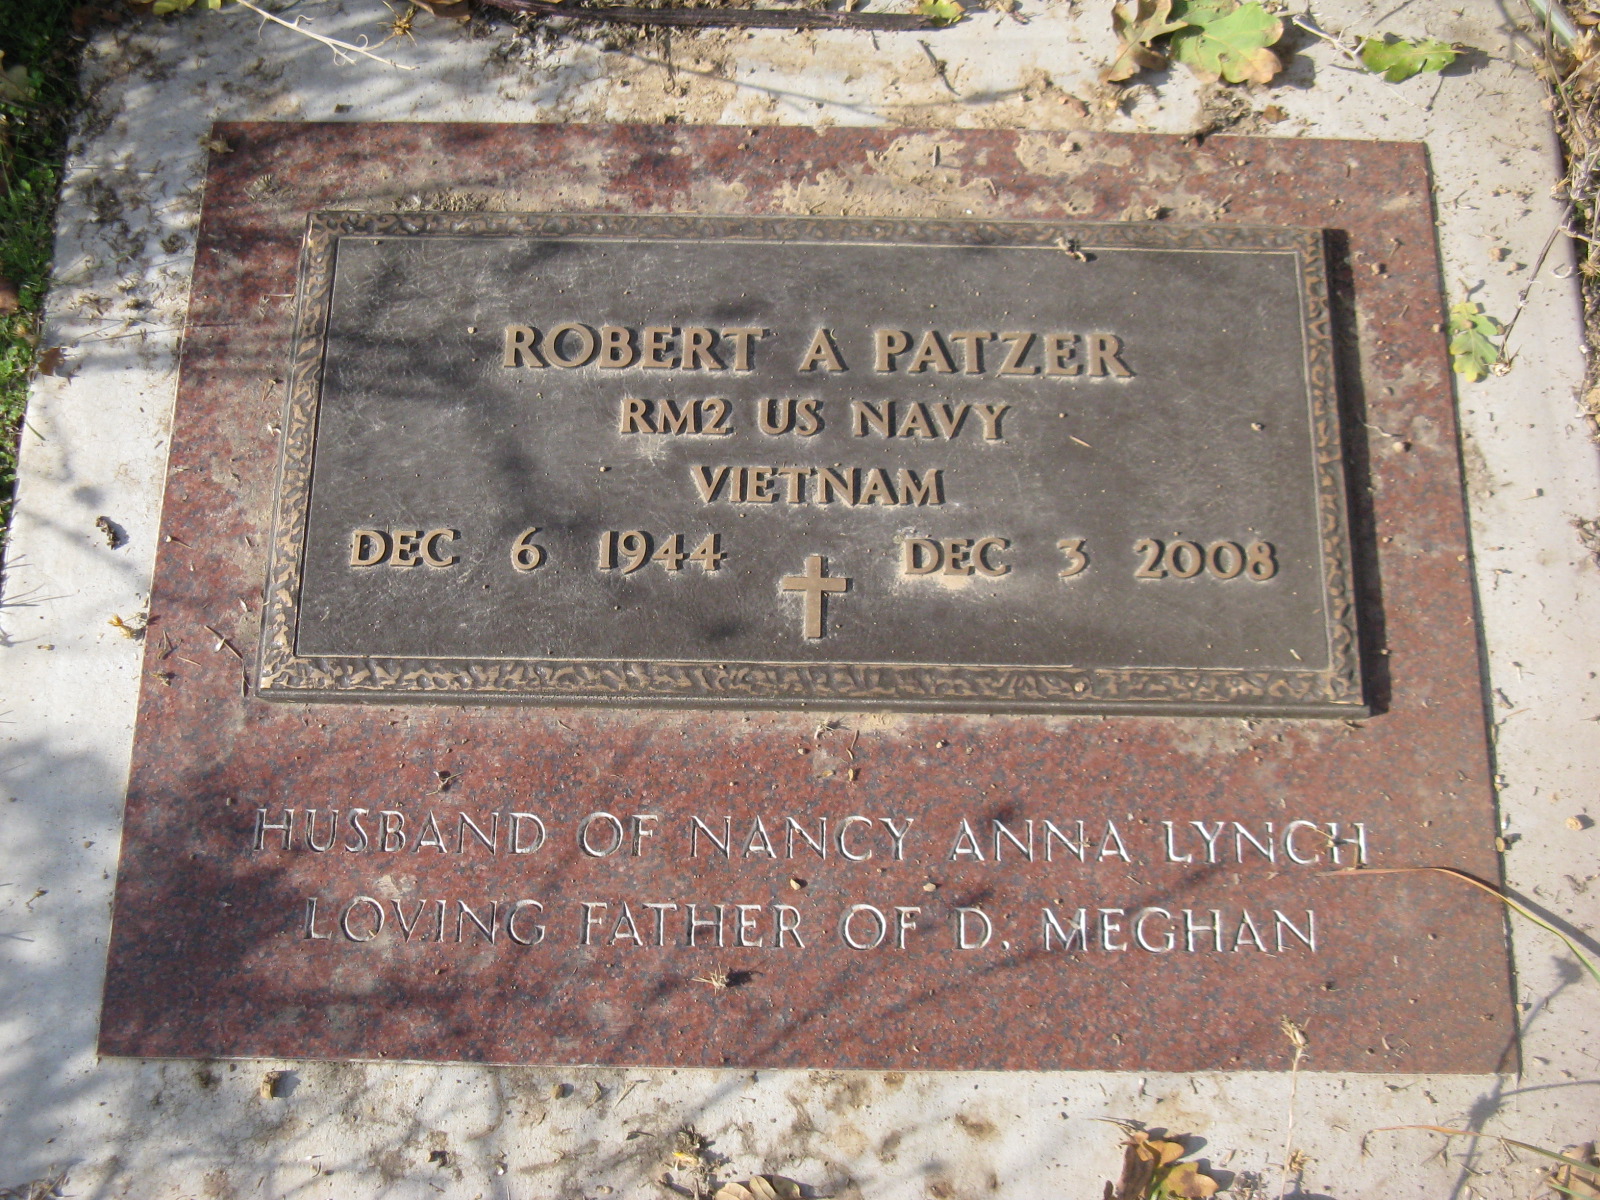 ROBERT A PATZER
RM2 US NAVY
VIETNAM
DEC 6 1944 DEC 3 2008
HUSBAND OF NANCY ANNA LYNCH
LOVING FATHER OF D. MEGHAN